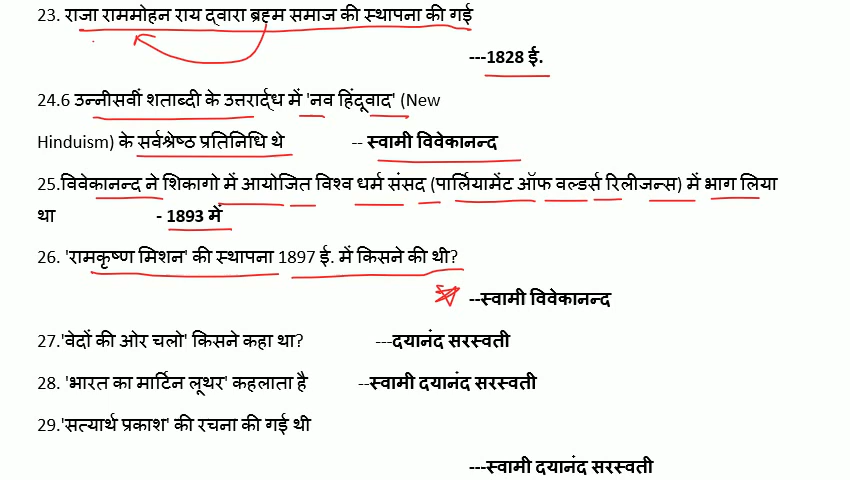 23. राजा राममोहन राय द्वारा ब्रह्म समाज की स्थापना की गई
---1828 ई.
24.6 उन्नीसवीं शताब्दी के उत्तरार्द्ध में 'नव हिंदूवाद' (New
Hinduism) के सर्वश्रेष्ठ प्रतिनिधि थे -- स्वामी विवेकानन्द
25.विवेकानन्द ने शिकागो में आयोजित विश्व धर्म संसद (पार्लियामेंट ऑफ वर्ल्डर्स रिलीजन्स) में भाग लिया
था - 1893 मे
26. 'रामकृष्ण मिशन' की स्थापना 1897 ई. में किसने की थी?
--स्वामी विवेकानन्द
27.'वेदों की ओर चलो' किसने कहा था? ---दयानंद सरस्वती
28. 'भारत का मार्टिन लूथर' कहलाता है --स्वामी दयानंद सरस्वती
29.'सत्यार्थ प्रकाश' की रचना की गई थी
---स्वामी दयानंद सरस्वती